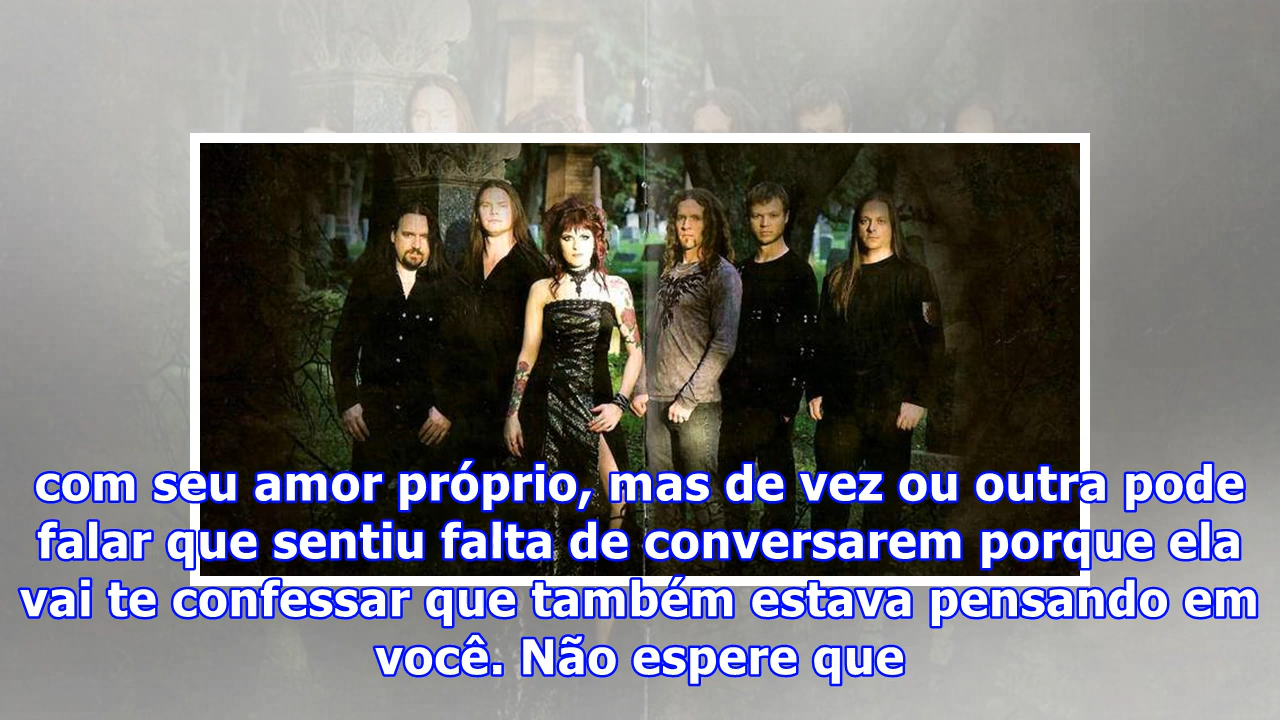 com seu amor próprio, mas de vez ou outra pode
falar que sentiu falta de conversarem porque ela
vai te confessar que também estava pensando em
você. Não espere que